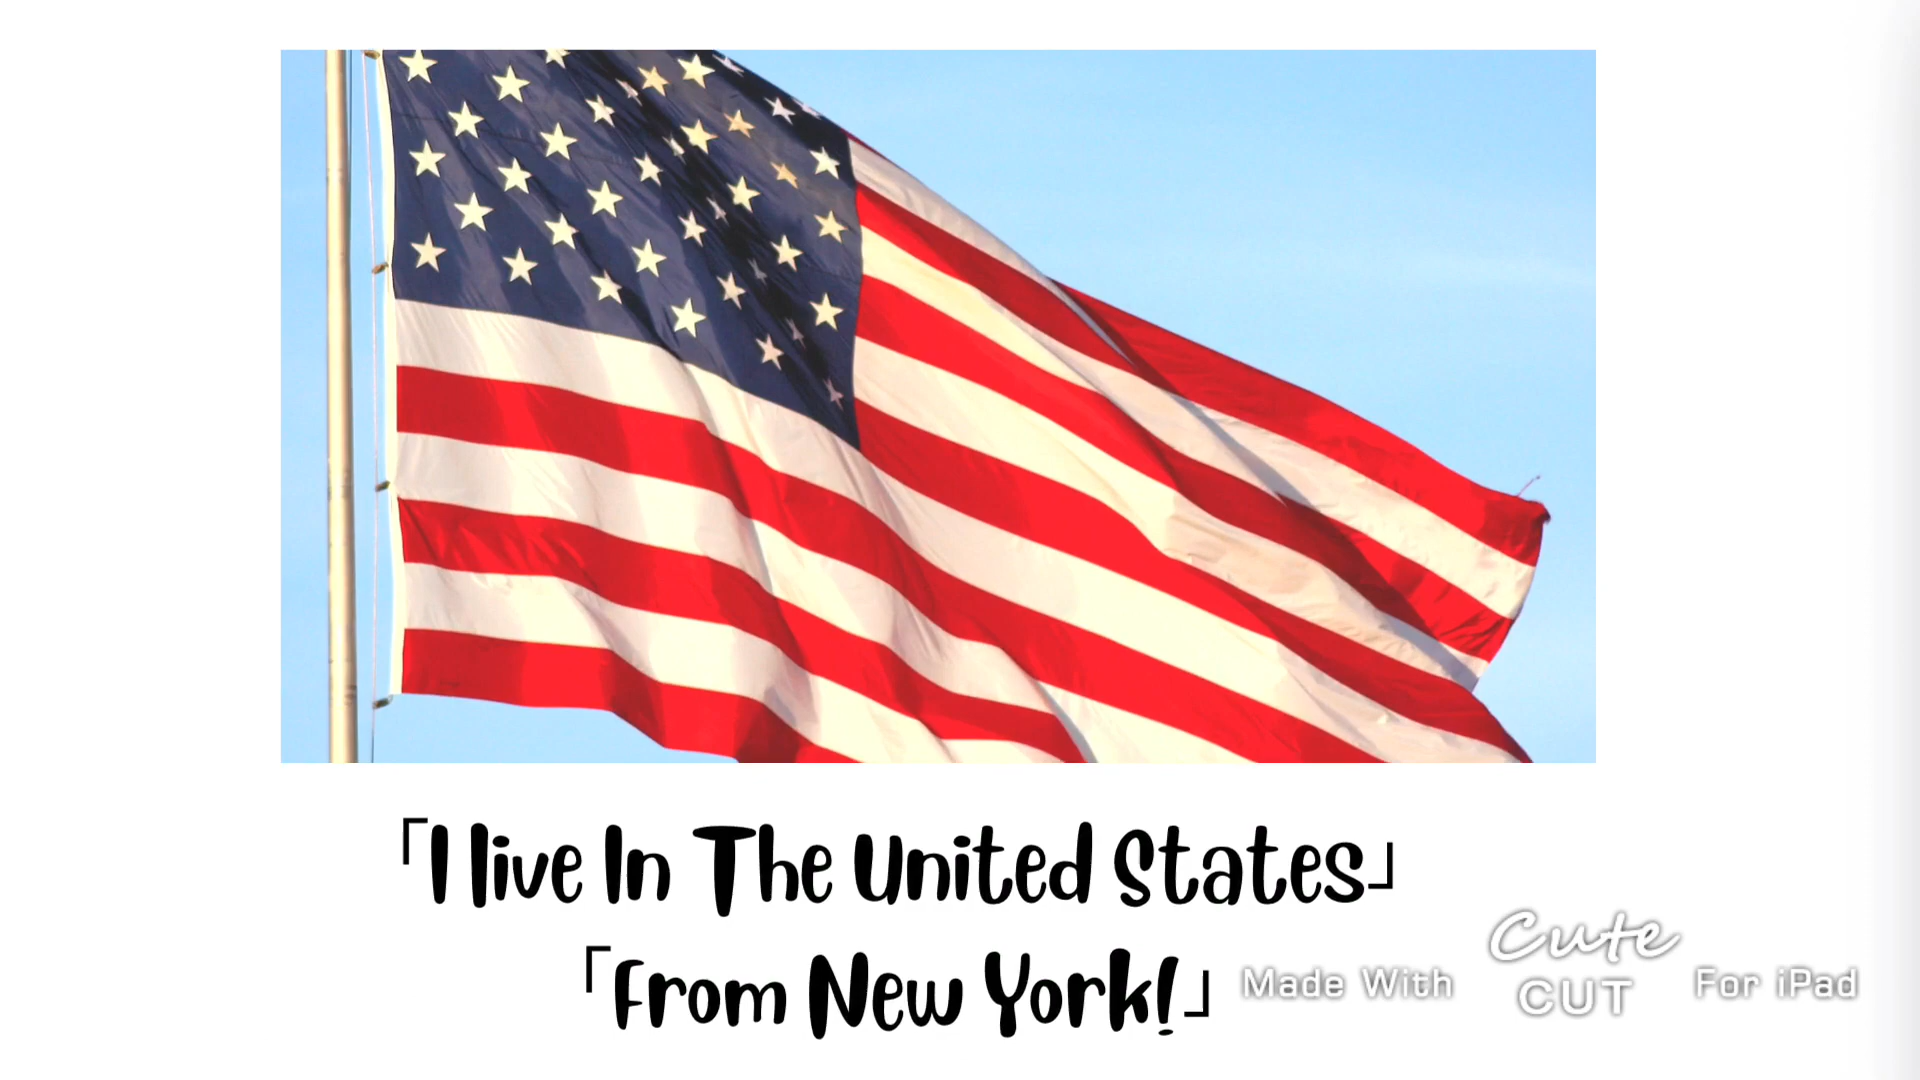 「I live In The United States」
「From New York!」
Made With Cute CUT For iPad